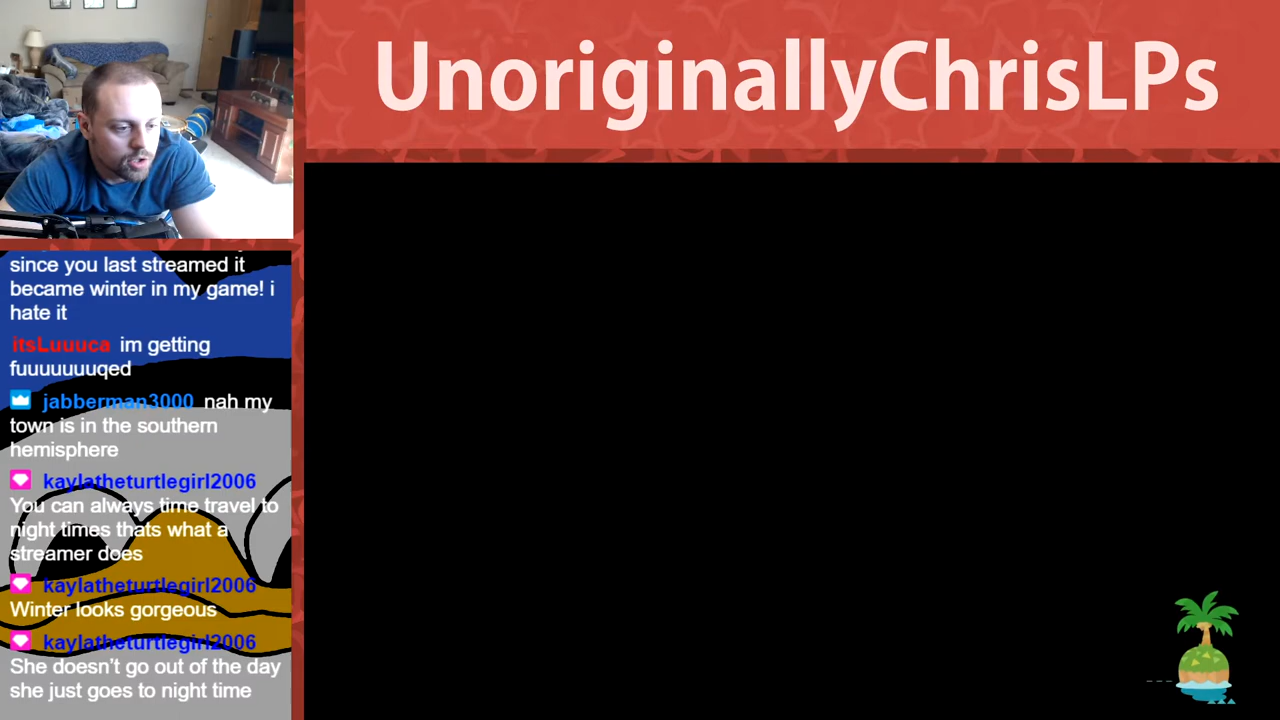 UnoriginallyChrisLPs
since you last streamed it
became winter in my game! i
hate it
itsLuuuca im getting
fuuuuuuuqed
jabberman3000 nah my
town is in the southern
hemisphere
kaylatheturtlegirl2006
You can always time travel to
night times thats what a
streamer does
kaylatheturtlegirl2006
Winter looks gorgeous
kaylatheturtlegirl2006
She doesn't go out of the day
she just goes to night time